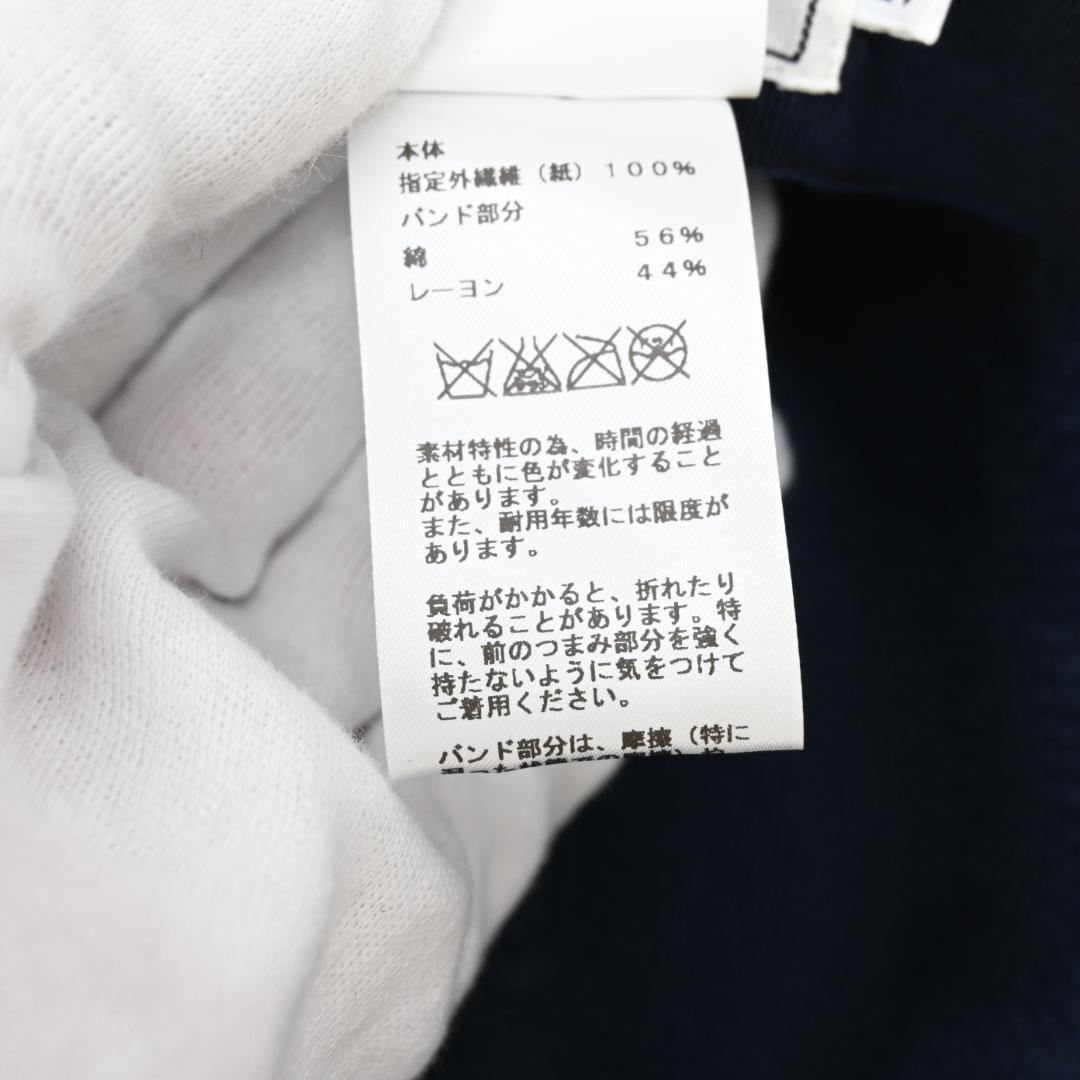 本体
指定外繊維（紙）１００％
バンド部分
綿 ５６％
レーヨン ４４％
素材特性の為、時間の経過
とともに色が変化すること
があります。
また、耐用年数には限度が
あります。
負荷がかかると、折れたり
破れることがあります。特
に、前のつまみ部分を強く
持たないように気をつけて
ご着用ください。
バンド部分は、摩擦（特に